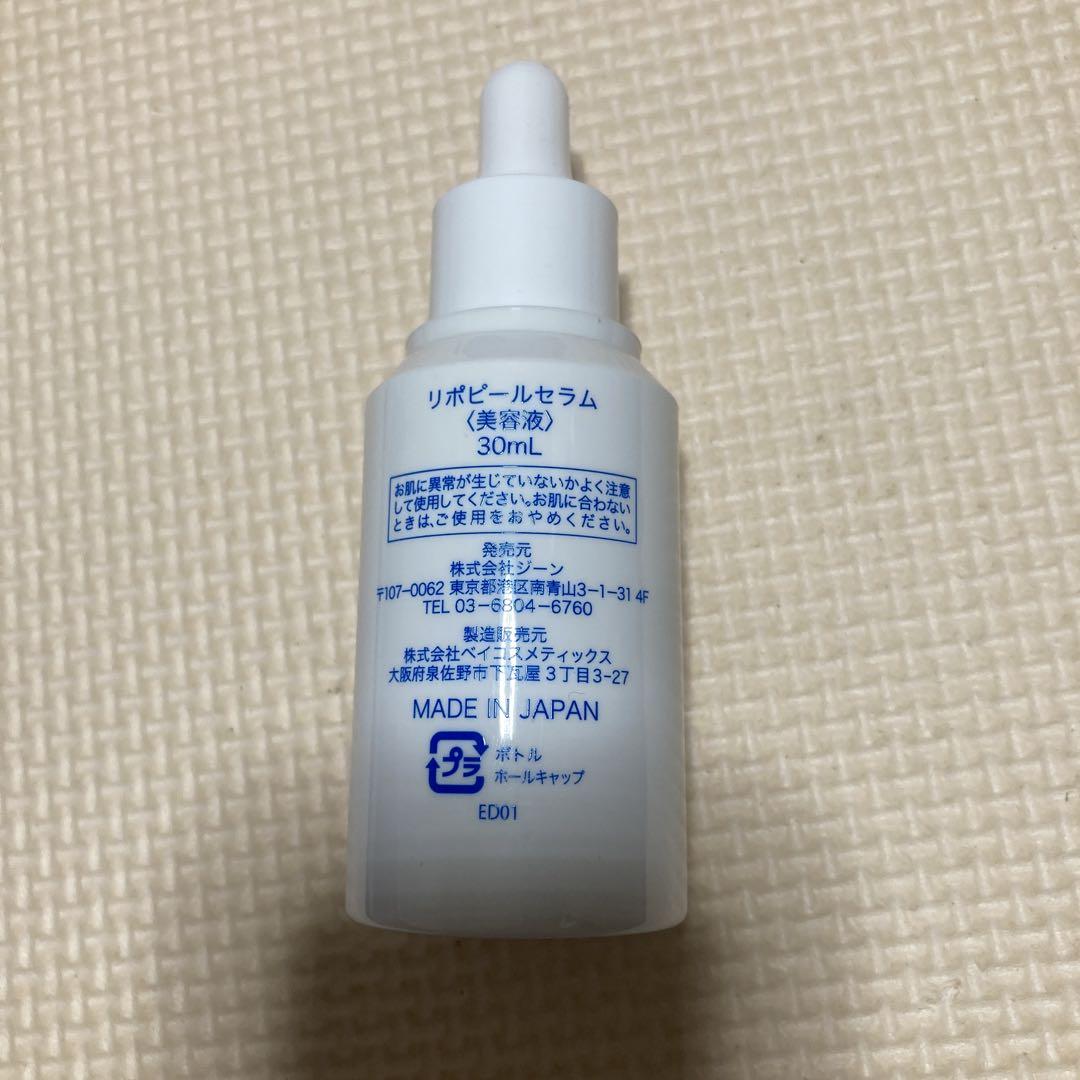 リポピールセラム
〈美容液〉
30mL
お肌に異常が生じていないかよく注意
して使用してください。お肌に合わない
ときは、ご使用をおやめください。
発売元
株式会社ジーン
〒107-0062 東京都港区南青山3-1-31 4F
TEL 03-6804-6760
製造販売元
株式会社ベイコスメティックス
大阪府泉佐野市下瓦屋3丁目3-27
MADE IN JAPAN
プラ ボトル
ホールキャップ
ED01